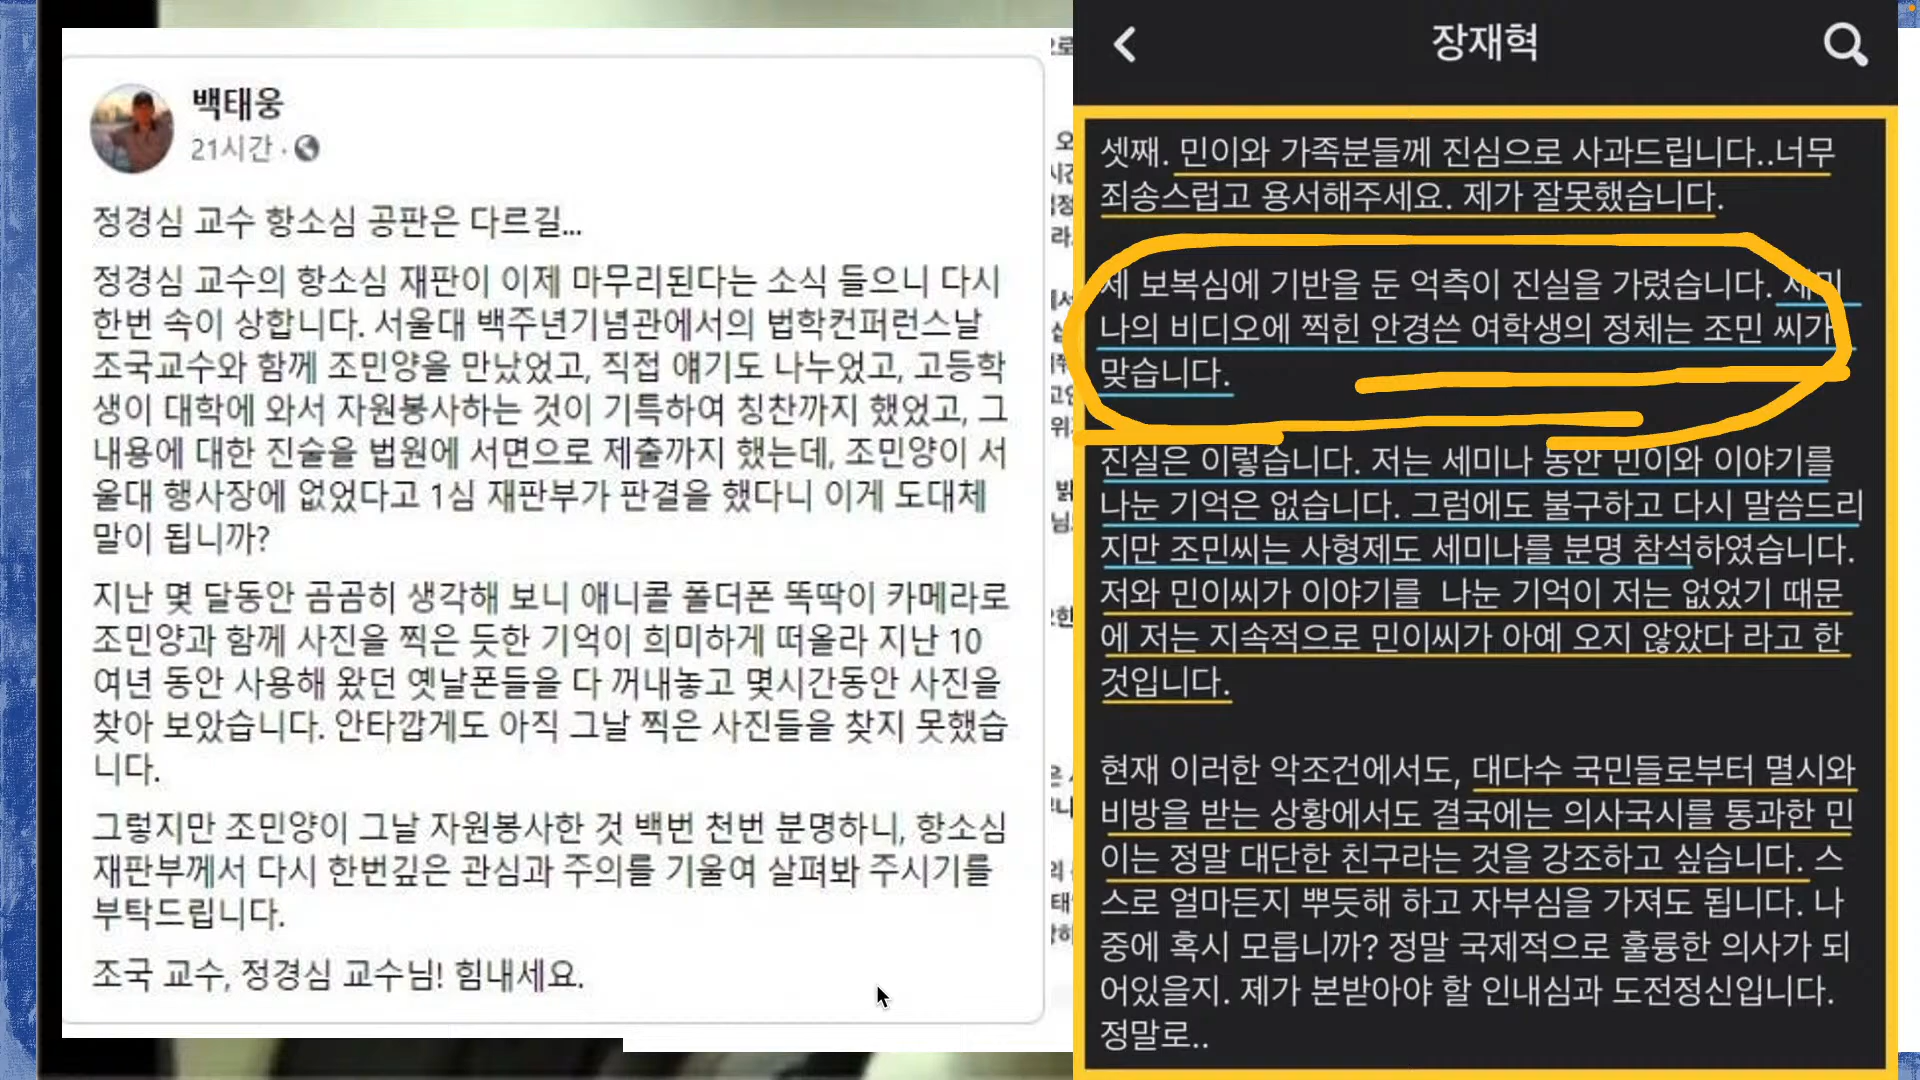 백태웅
21시간
정경심 교수 항소심 공판은 다르길...
정경심 교수의 항소심 재판이 이제 마무리된다는 소식 들으니 다시
한번 속이 상합니다. 서울대 백주년기념관에서의 법학컨퍼런스날
조국교수와 함께 조민양을 만났었고, 직접 얘기도 나누었고, 고등학
생이 대학에 와서 자원봉사하는 것이 기특하여 칭찬까지 했었고, 그
내용에 대한 진술을 법원에 서면으로 제출까지 했는데, 조민양이 서
울대 행사장에 없었다고 1심 재판부가 판결을 했다니 이게 도대체
말이 됩니까?
지난 몇 달동안 곰곰히 생각해 보니 애니콜 폴더폰 똑딱이 카메라로
조민양과 함께 사진을 찍은 듯한 기억이 희미하게 떠올라 지난 10
여년 동안 사용해 왔던 옛날폰들을 다 꺼내놓고 몇시간동안 사진을
찾아 보았습니다. 안타깝게도 아직 그날 찍은 사진들을 찾지 못했습
니다.
그렇지만 조민양이 그날 자원봉사한 것 백번 천번 분명하니, 항소심
재판부께서 다시 한번깊은 관심과 주의를 기울여 살펴봐 주시기를
부탁드립니다.
조국 교수, 정경심 교수님! 힘내세요.
장재혁
셋째. 민이와 가족분들께 진심으로 사과드립니다..너무
죄송스럽고 용서해주세요. 제가 잘못했습니다.
제 보복심에 기반을 둔 억측이 진실을 가렸습니다. 세미
나의 비디오에 찍힌 안경쓴 여학생의 정체는 조민 씨가
맞습니다.
진실은 이렇습니다. 저는 세미나 동안 민이와 이야기를
나눈 기억은 없습니다. 그럼에도 불구하고 다시 말씀드리
지만 조민씨는 사형제도 세미나를 분명 참석하였습니다.
저와 민이씨가 이야기를 나눈 기억이 저는 없었기 때문
에 저는 지속적으로 민이씨가 아예 오지 않았다 라고 한
것입니다.
현재 이러한 악조건에서도, 대다수 국민들로부터 멸시와
비방을 받는 상황에서도 결국에는 의사국시를 통과한 민
이는 정말 대단한 친구라는 것을 강조하고 싶습니다. 스
스로 얼마든지 뿌듯해 하고 자부심을 가져도 됩니다. 나
중에 혹시 모릅니까? 정말 국제적으로 훌륭한 의사가 되
어있을지. 제가 본받아야 할 인내심과 도전정신입니다.
정말로..